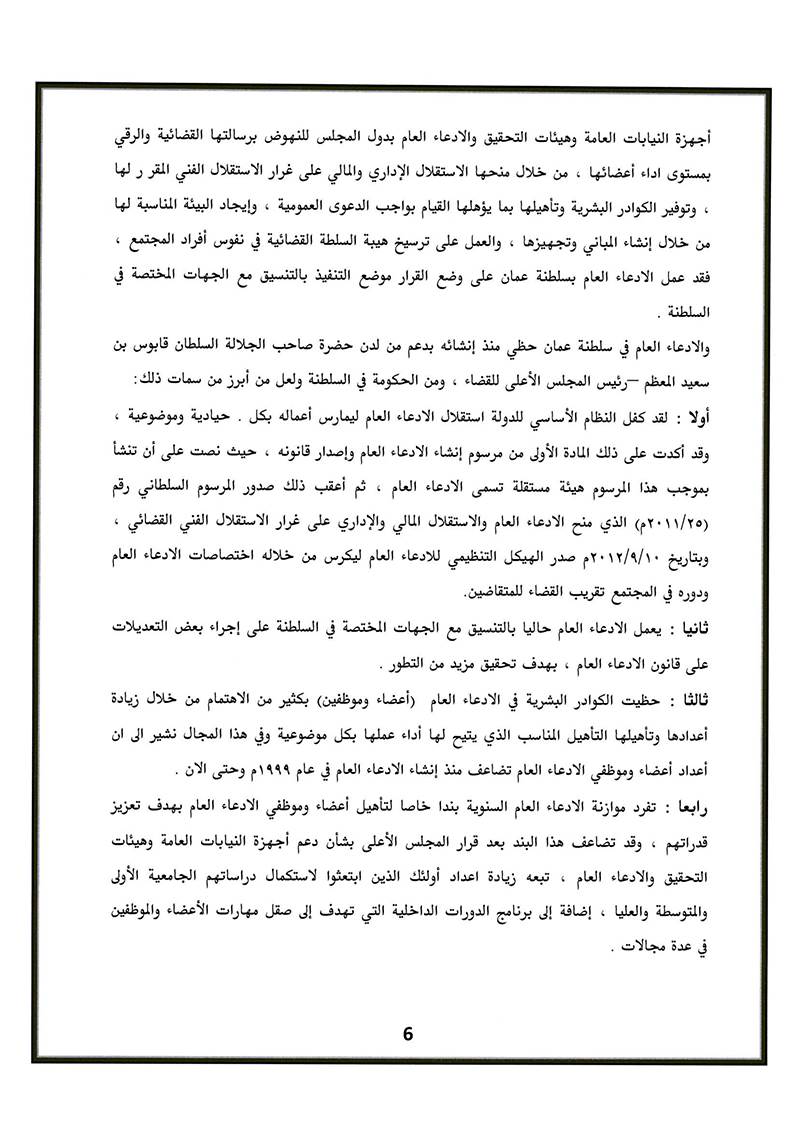 أجهزة النيابات العامة وهيئات التحقيق والادعاء العام بدول المجلس للنهوض برسالتها القضائية والرقي
بمستوى اداء أعضائها ، من خلال منحها الاستقلال الإداري والمالي على غرار الاستقلال الفني المقر ر لها
، وتوفير الكوادر البشرية وتأهيلها بما يؤهلها القيام بواجب الدعوى العمومية ، وإيجاد البيئة المناسبة لها
من خلال إنشاء المباني وتجهيزها ، والعمل على ترسيخ هيبة السلطة القضائية في نفوس أفراد المجتمع ،
فقد عمل الادعاء العام بسلطنة عمان على وضع القرار موضع التنفيذ بالتنسيق مع الجهات المختصة في
السلطنة .
والادعاء العام في سلطنة عمان حظي منذ إنشائه بدعم من لدن حضرة صاحب الجلالة السلطان قابوس بن
سعيد المعظم –رئيس المجلس الأعلى للقضاء ، ومن الحكومة في السلطنة ولعل من أبرز من سمات ذلك:
أولا : لقد كفل النظام الأساسي للدولة استقلال الادعاء العام ليمارس أعماله بكل . حيادية وموضوعية ،
وقد أكدت على ذلك المادة الأولى من مرسوم إنشاء الادعاء العام وإصدار قانونه ، حيث نصت على أن تنشأ
بموجب هذا المرسوم هيئة مستقلة تسمى الادعاء العام ، ثم أعقب ذلك صدور المرسوم السلطاني رقم
(٢٠١١/٢٥م) الذي منح الادعاء العام والاستقلال المالي والإداري على غرار الاستقلال الفني القضائي ،
وبتاريخ ٢٠١٢/٩/١٠م صدر الهيكل التنظيمي للادعاء العام ليكرس من خلاله اختصاصات الادعاء العام
ودوره في المجتمع تقريب القضاء للمتقاضين.
ثانيا : يعمل الادعاء العام حاليا بالتنسيق مع الجهات المختصة في السلطنة على إجراء بعض التعديلات
على قانون الادعاء العام ، بهدف تحقيق مزيد من التطور .
ثالثا : حظيت الكوادر البشرية في الادعاء العام (أعضاء وموظفين) بكثير من الاهتمام من خلال زيادة
أعدادها وتأهيلها التأهيل المناسب الذي يتيح لها أداء عملها بكل موضوعية وفي هذا المجال نشير الى ان
أعداد أعضاء وموظفي الادعاء العام تضاعف منذ إنشاء الادعاء العام في عام ١٩٩٩م وحتى الان .
رابعا : تفرد موازنة الادعاء العام السنوية بندا خاصا لتأهيل أعضاء وموظفي الادعاء العام بهدف تعزيز
قدراتهم ، وقد تضاعف هذا البند بعد قرار المجلس الأعلى بشأن دعم أجهزة النيابات العامة وهيئات
التحقيق والادعاء العام ، تبعه زيادة اعداد أولئك الذين ابتعثوا لاستكمال دراساتهم الجامعية الأولى
والمتوسطة والعليا ، إضافة إلى برنامج الدورات الداخلية التي تهدف إلى صقل مهارات الأعضاء والموظفين
في عدة مجالات .
6